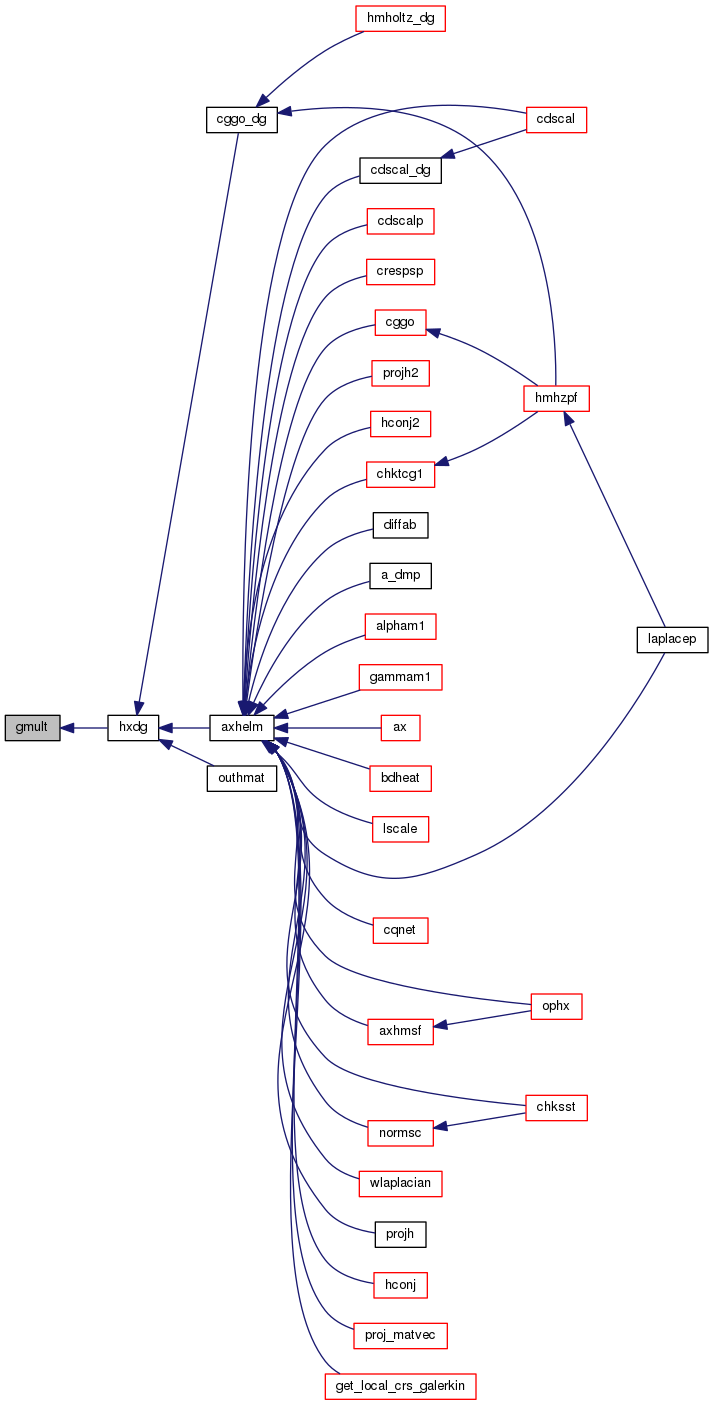 hmholtz_dg
cggo_dg
cdscal
cdscal_dg
cdscalp
crespsp
cggo
projh2
hmhzpf
hconj2
chktcg1
diffab
a_dmp
alpham1
laplacep
gammam1
gmult
hxdg
axhelm
ax
outhmat
bdheat
lscale
cqnet
ophx
axhmsf
chksst
normsc
wlaplacian
projh
hconj
proj_matvec
get_local_crs_galerkin